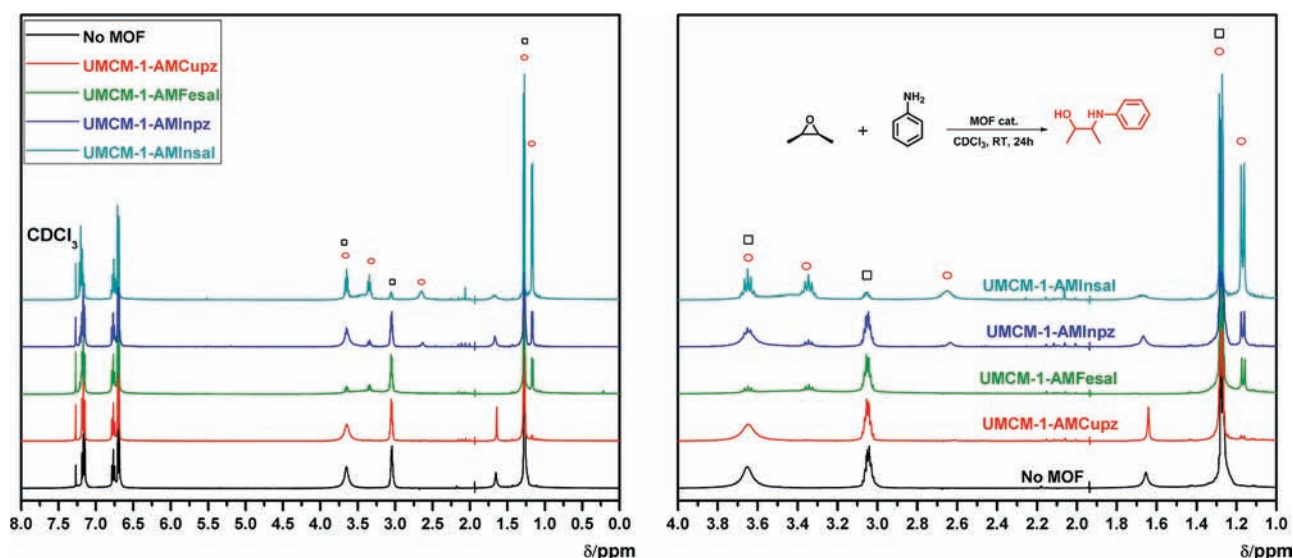 No MOF
UMCM-1-AMCupz
UMCM-1-AMFesal
UMCM-1-AMInpz
UMCM-1-AMInsal
CDCl3
8.0 7.5 7.0 6.5 6.0 5.5 5.0 4.5 4.0 3.5 3.0 2.5 2.0 1.5 1.0 0.5 0.0
δ/ppm
O
+
NH2
MOF cat.
CDCl3, RT, 24h
HO
HN
UMCM-1-AMInsal
UMCM-1-AMInpz
UMCM-1-AMFesal
UMCM-1-AMCupz
No MOF
4.0 3.8 3.6 3.4 3.2 3.0 2.8 2.6 2.4 2.2 2.0 1.8 1.6 1.4 1.2 1.0
δ/ppm